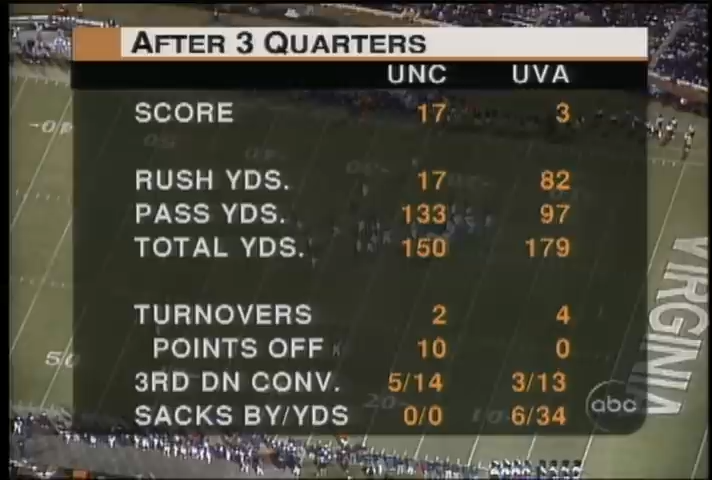 AFTER 3 QUARTERS
UNC UVA
SCORE 17 3
RUSH YDS. 17 82
PASS YDS. 133 97
TOTAL YDS. 150 179
TURNOVERS 2 4
POINTS OFF 10 0
3RD DN CONV. 5/14 3/13
SACKS BY/YDS 0/0 6/34
abc
VIRGINIA
50